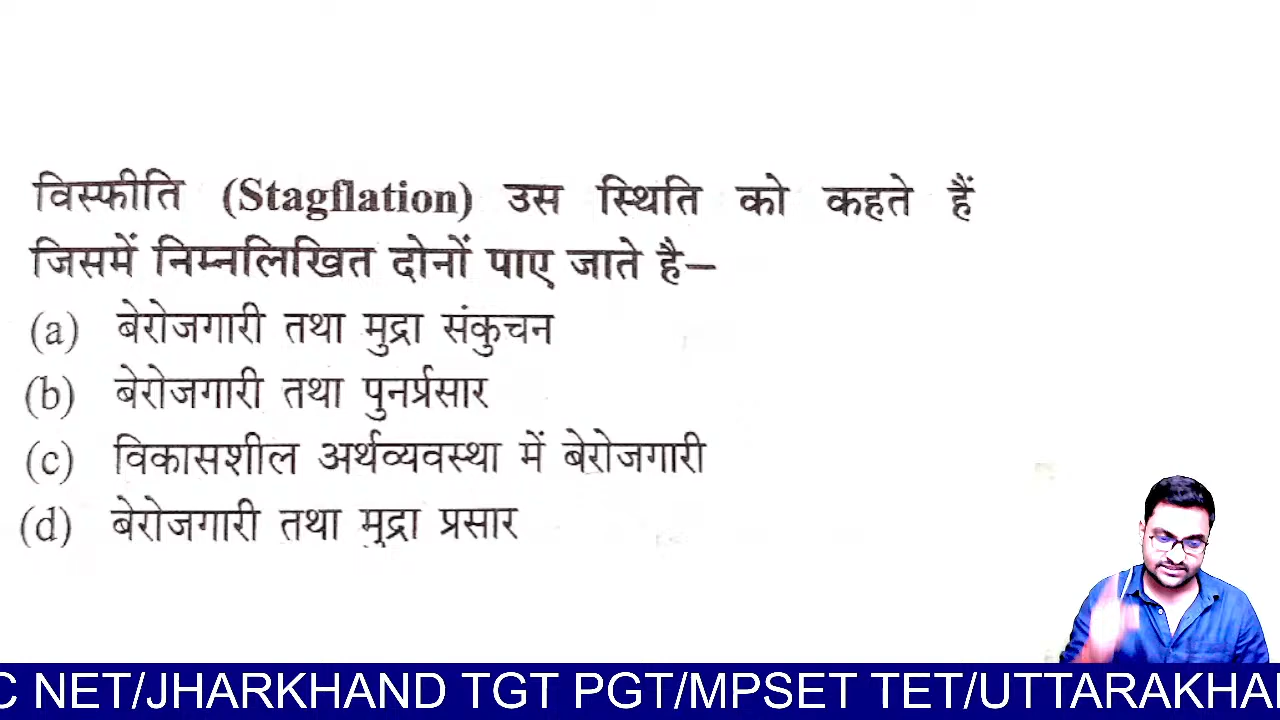 विस्फीति (Stagflation) उस स्थिति को कहते हैं
जिसमें निम्नलिखित दोनों पाए जाते है–
(a) बेरोजगारी तथा मुद्रा संकुचन
(b) बेरोजगारी तथा पुनर्प्रसार
(c) विकासशील अर्थव्यवस्था में बेरोजगारी
(d) बेरोजगारी तथा मुद्रा प्रसार
C NET/JHARKHAND TGT PGT/MPSET TET/UTTARAKHA